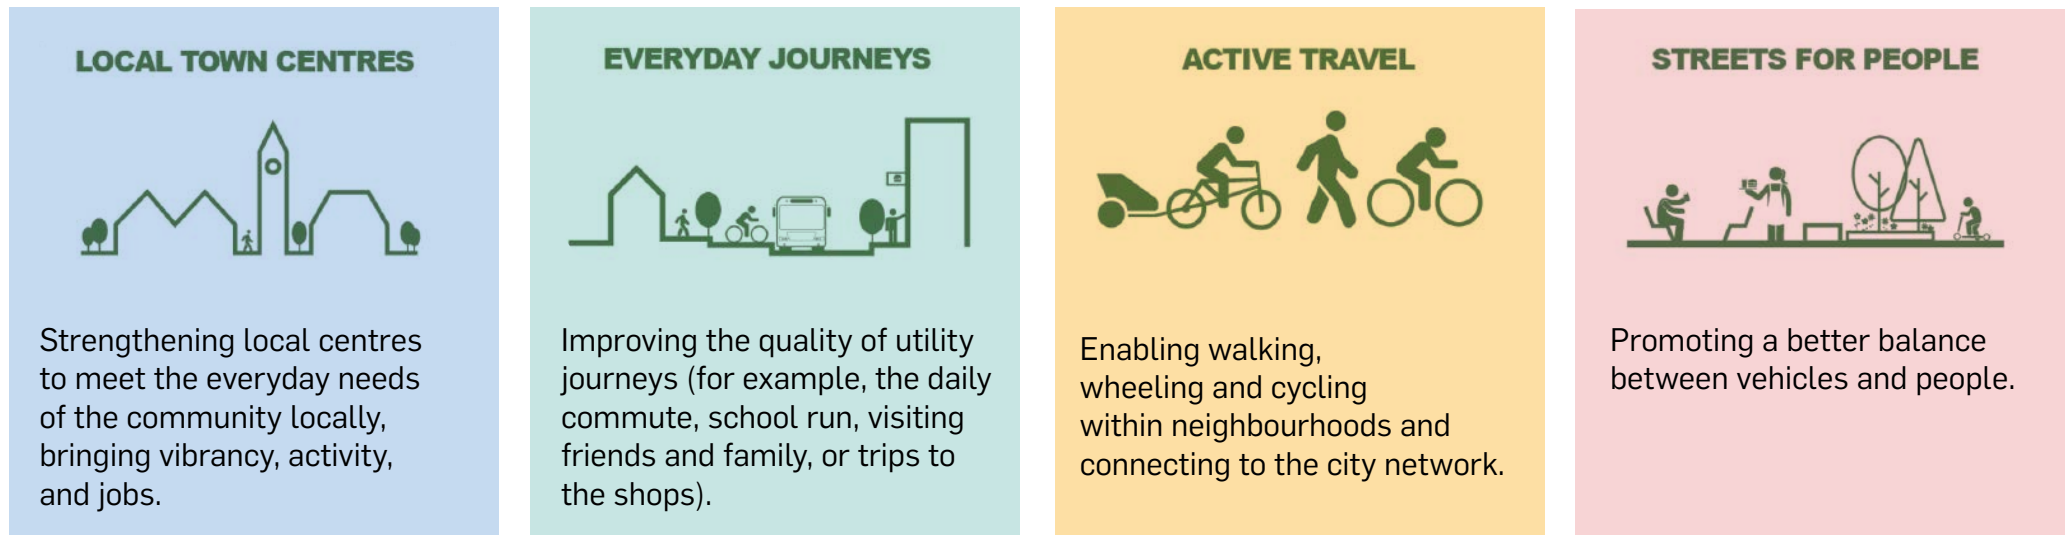 LOCAL TOWN CENTRES
Strengthening local centres
to meet the everyday needs
of the community locally,
bringing vibrancy, activity,
and jobs.
EVERYDAY JOURNEYS
Improving the quality of utility
journeys (for example, the daily
commute, school run, visiting
friends and family, or trips to
the shops).
ACTIVE TRAVEL
Enabling walking,
wheeling and cycling
within neighbourhoods and
connecting to the city network.
STREETS FOR PEOPLE
Promoting a better balance
between vehicles and people.